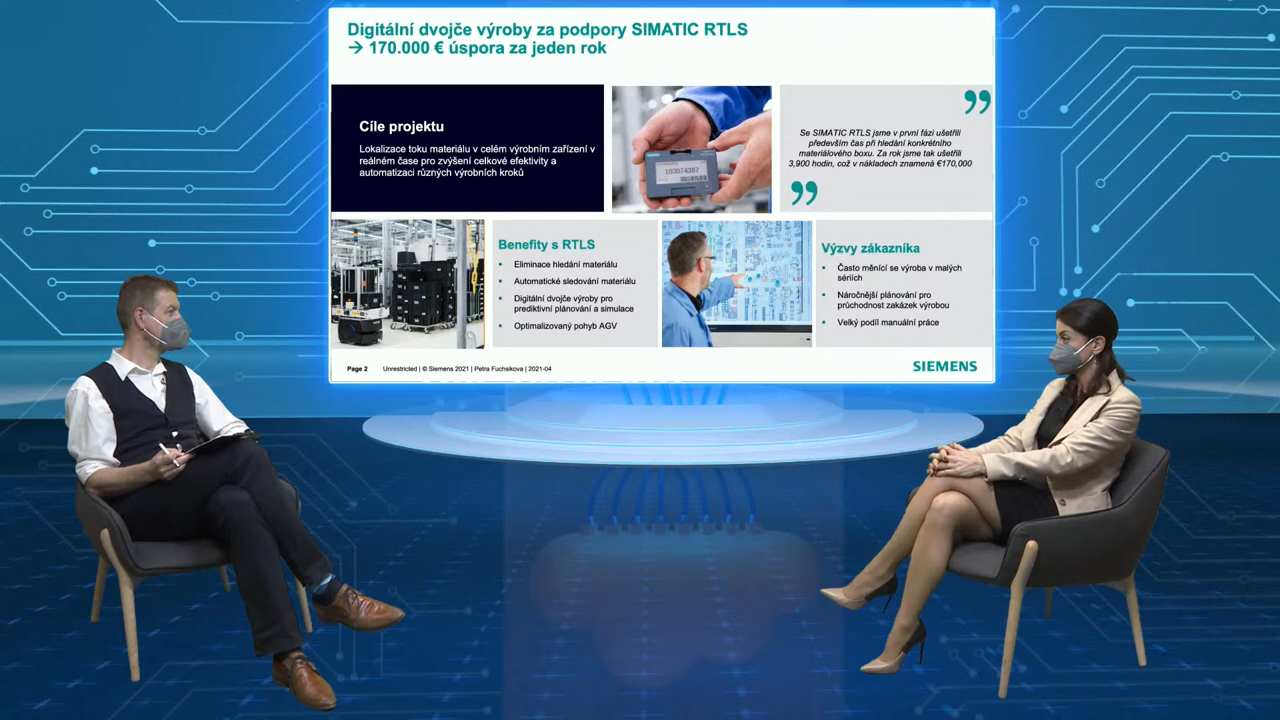 Digitální dvojče výroby za podpory SIMATIC RTLS
→ 170.000 € úspora za jeden rok
Cíle projektu
Lokalizace toku materiálu v celém výrobním zařízení v
reálném čase pro zvýšení celkové efektivity a
automatizaci různých výrobních kroků
SIEMENS
103074387
”
Se SIMATIC RTLS jsme v první fázi ušetřili
především čas při hledání konkrétního
materiálového boxu. Za rok jsme tak ušetřili
3,900 hodin, což v nákladech znamená €170,000
”
Benefity s RTLS
▪ Eliminace hledání materiálu
▪ Automatické sledování materiálu
▪ Digitální dvojče výroby pro
prediktivní plánování a simulace
▪ Optimalizovaný pohyb AGV
Výzvy zákazníka
▪ Často měnící se výroba v malých
sériích
▪ Náročnější plánování pro
průchodnost zakázek výrobou
▪ Velký podíl manuální práce
Page 2 Unrestricted | © Siemens 2021 | Petra Fuchsíkova | 2021-04
SIEMENS